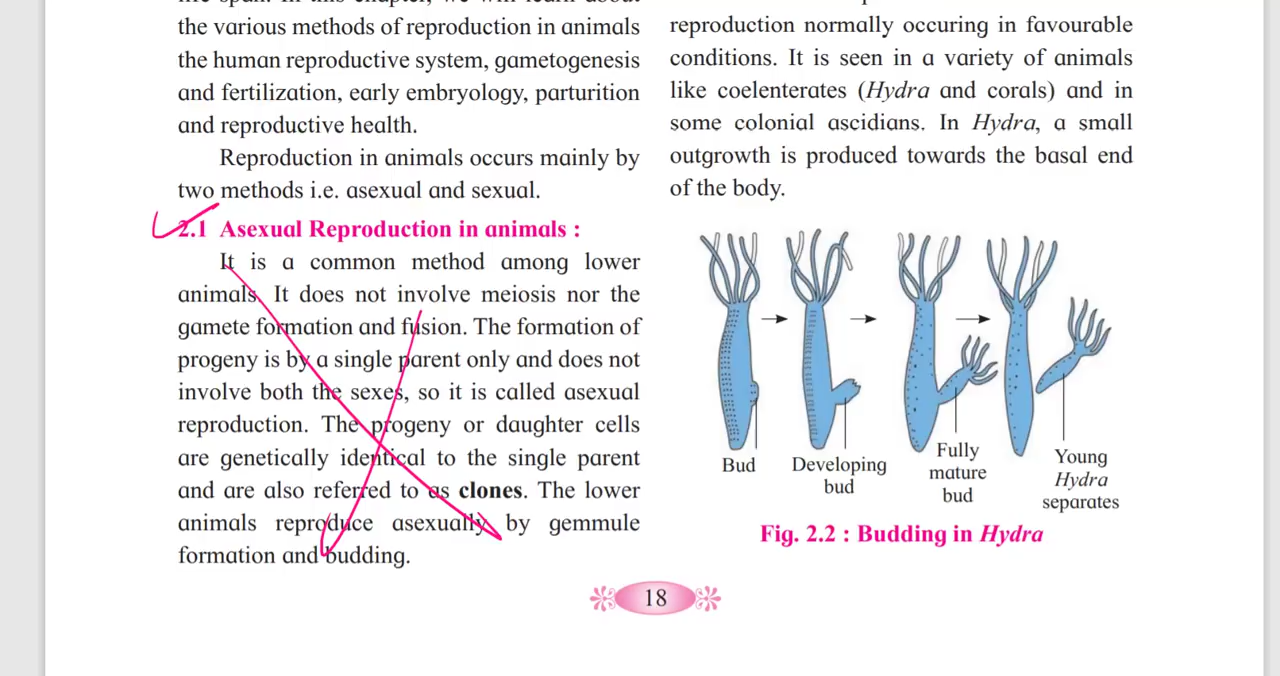 the various methods of reproduction in animals
the human reproductive system, gametogenesis
and fertilization, early embryology, parturition
and reproductive health.
Reproduction in animals occurs mainly by
two methods i.e. asexual and sexual.
2.1 Asexual Reproduction in animals :
It is a common method among lower
animals. It does not involve meiosis nor the
gamete formation and fusion. The formation of
progeny is by a single parent only and does not
involve both the sexes, so it is called asexual
reproduction. The progeny or daughter cells
are genetically identical to the single parent
and are also referred to as clones. The lower
animals reproduce asexually by gemmule
formation and budding.
reproduction normally occuring in favourable
conditions. It is seen in a variety of animals
like coelenterates (Hydra and corals) and in
some colonial ascidians. In Hydra, a small
outgrowth is produced towards the basal end
of the body.
Bud
Developing
bud
Fully
mature
bud
Young
Hydra
separates
Fig. 2.2 : Budding in Hydra
18